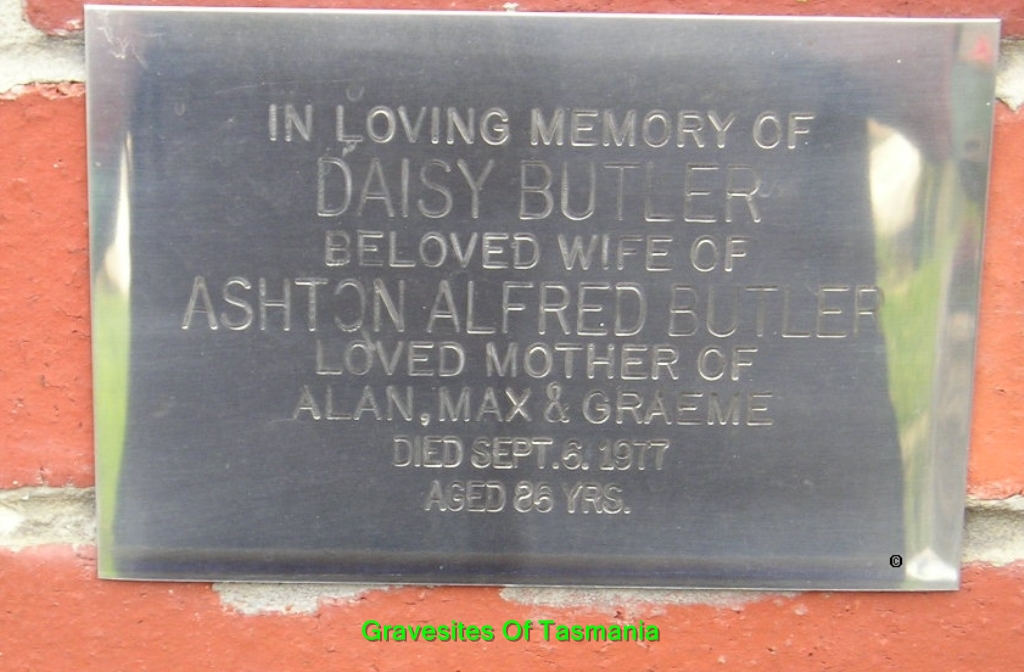 IN LOVING MEMORY OF
DAISY BUTLER
BELOVED WIFE OF
ASHTON ALFRED BUTLER
LOVED MOTHER OF
ALAN, MAX & GRAEME
DIED SEPT. 6. 1977
AGED 86 YRS.
©
Gravesites Of Tasmania